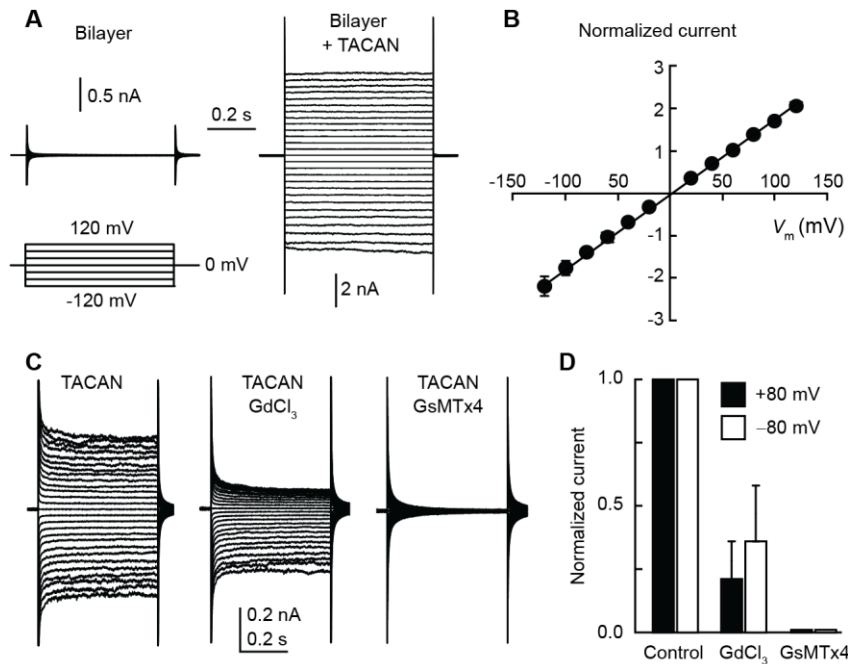 A
Bilayer
0.5 nA
0.2 s
120 mV
0 mV
-120 mV
Bilayer
+ TACAN
2 nA
B
Normalized current
3
2
1
-150
-100
50
50
100
150
Vm (mV)
-1
-2
-3
C
TACAN
TACAN
GdCl3
TACAN
GsMTx4
0.2 nA
0.2 s
D
+80 mV
–80 mV
Normalized current
1.0
0.5
0.0
Control
GdCl3
GsMTx4